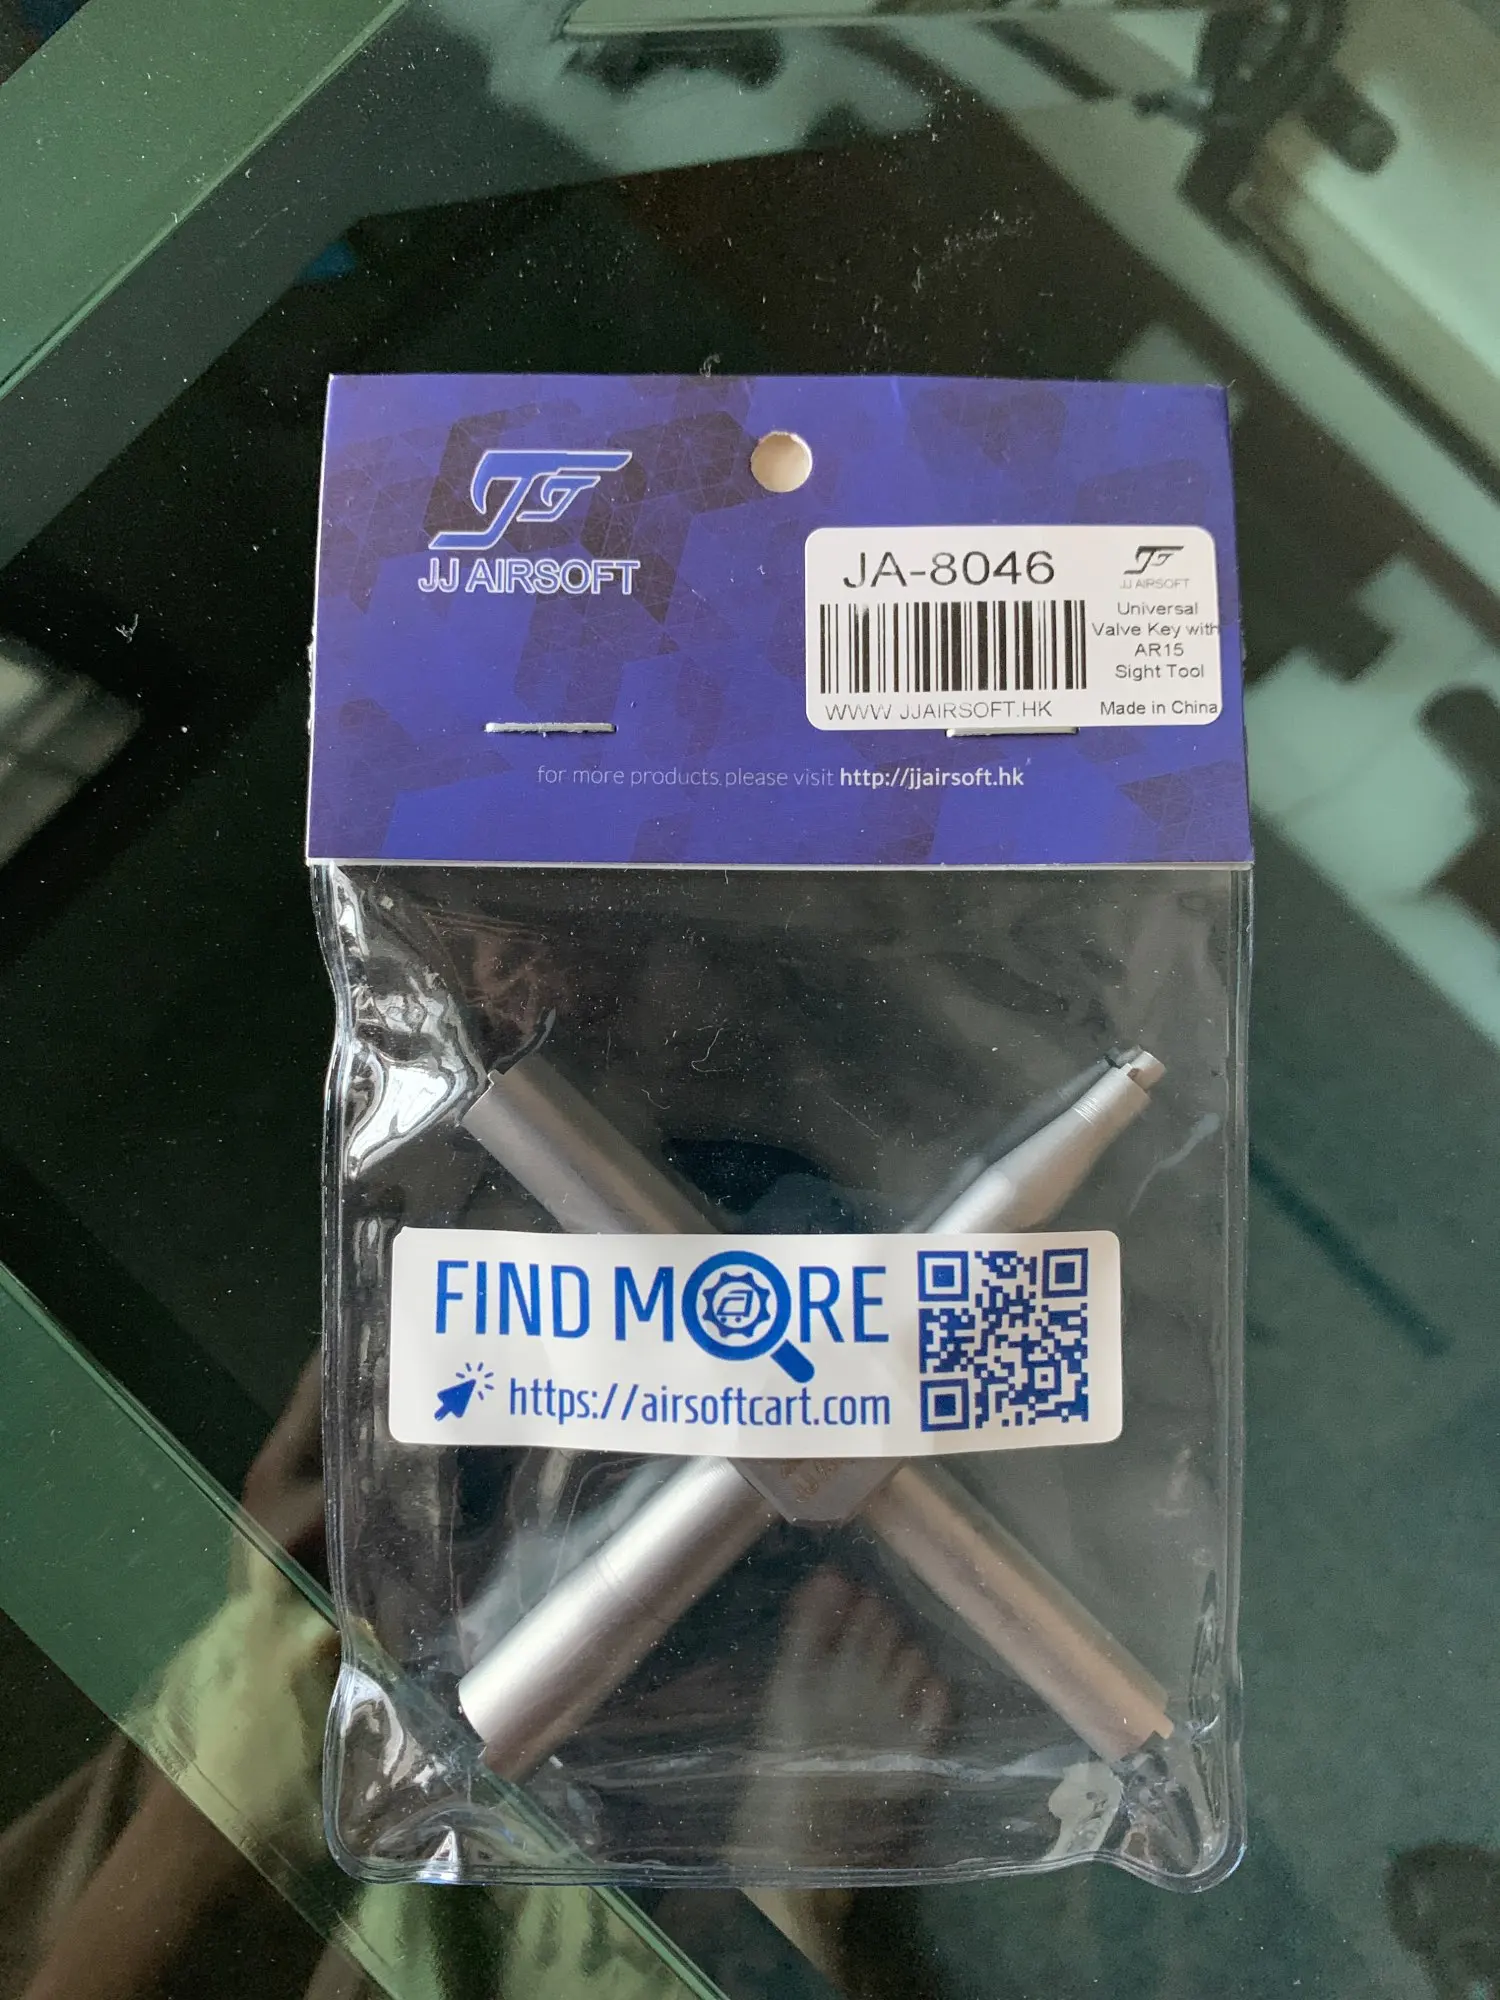 JJ AIRSOFT
JA-8046
JJ AIRSOFT
Universal
Valve Key with
AR15
Sight Tool
WWW JJAIRSOFT.HK
Made in China
for more products,please visit http://jjairsoft.hk
FIND MORE
https://airsoftcart.com